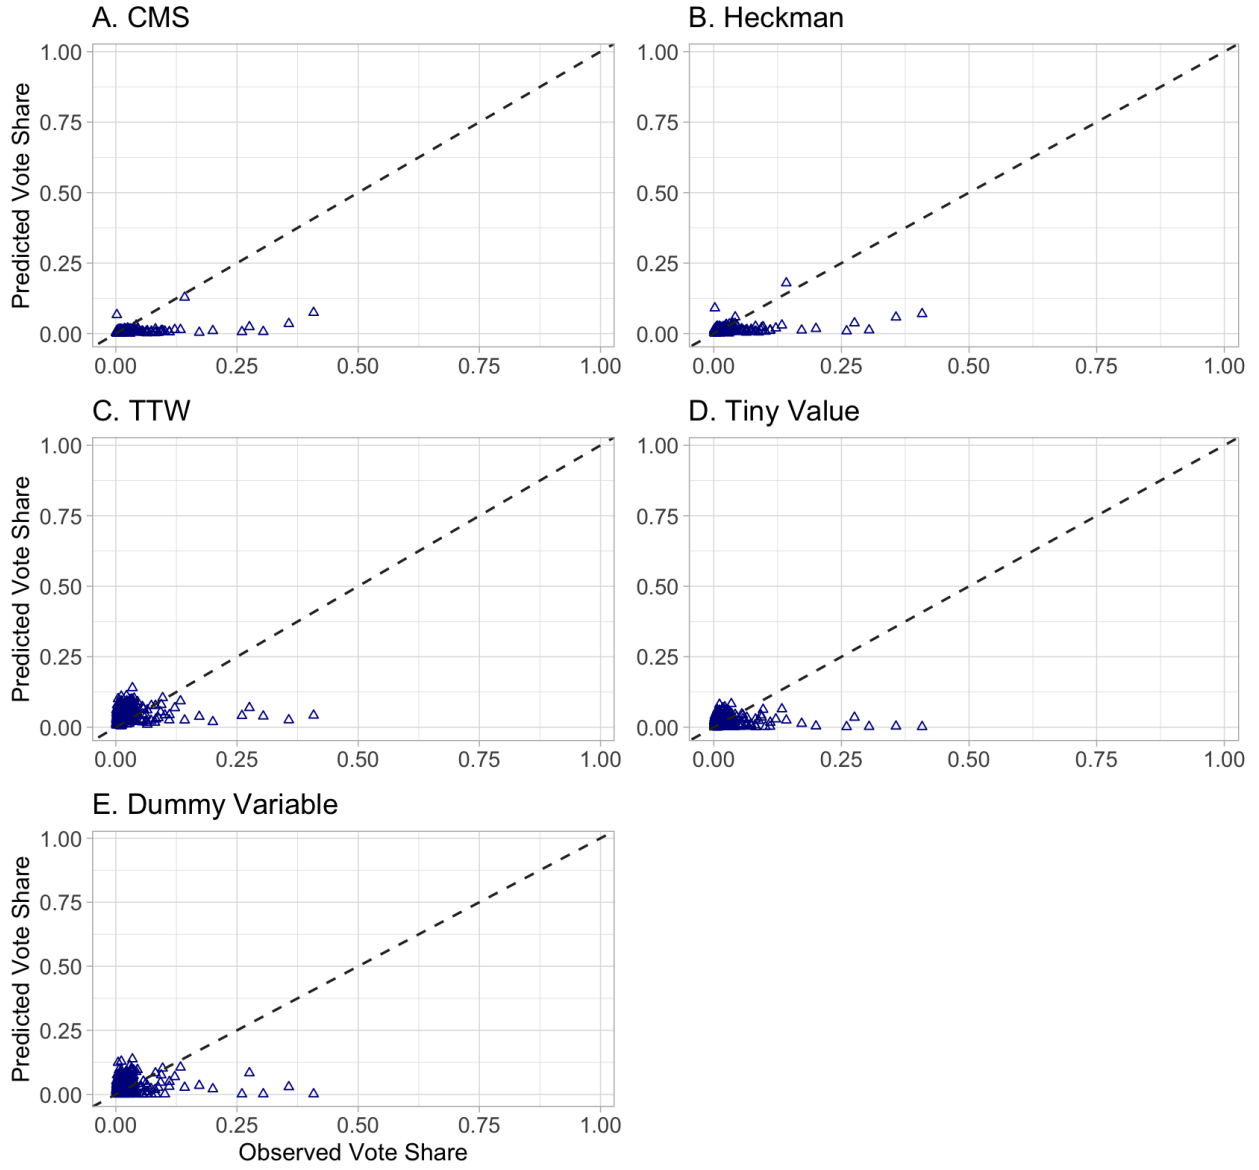 A. CMS
B. Heckman
Predicted Vote Share
1.00
0.75
0.50
0.25
0.00
0.00 0.25 0.50 0.75 1.00
1.00
0.75
0.50
0.25
0.00
0.00 0.25 0.50 0.75 1.00
C. TTW
D. Tiny Value
Predicted Vote Share
1.00
0.75
0.50
0.25
0.00
0.00 0.25 0.50 0.75 1.00
1.00
0.75
0.50
0.25
0.00
0.00 0.25 0.50 0.75 1.00
E. Dummy Variable
Predicted Vote Share
1.00
0.75
0.50
0.25
0.00
0.00 0.25 0.50 0.75 1.00
Observed Vote Share